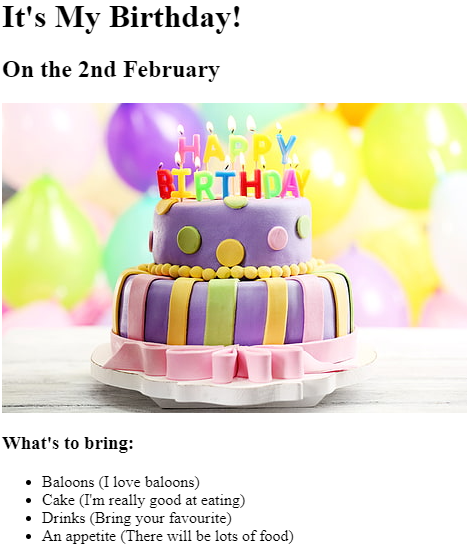 It's My Birthday!
On the 2nd February
HAPPY
BIRTHDAY
What's to bring:
Baloons (I love baloons)
Cake (I'm really good at eating)
Drinks (Bring your favourite)
An appetite (There will be lots of food)